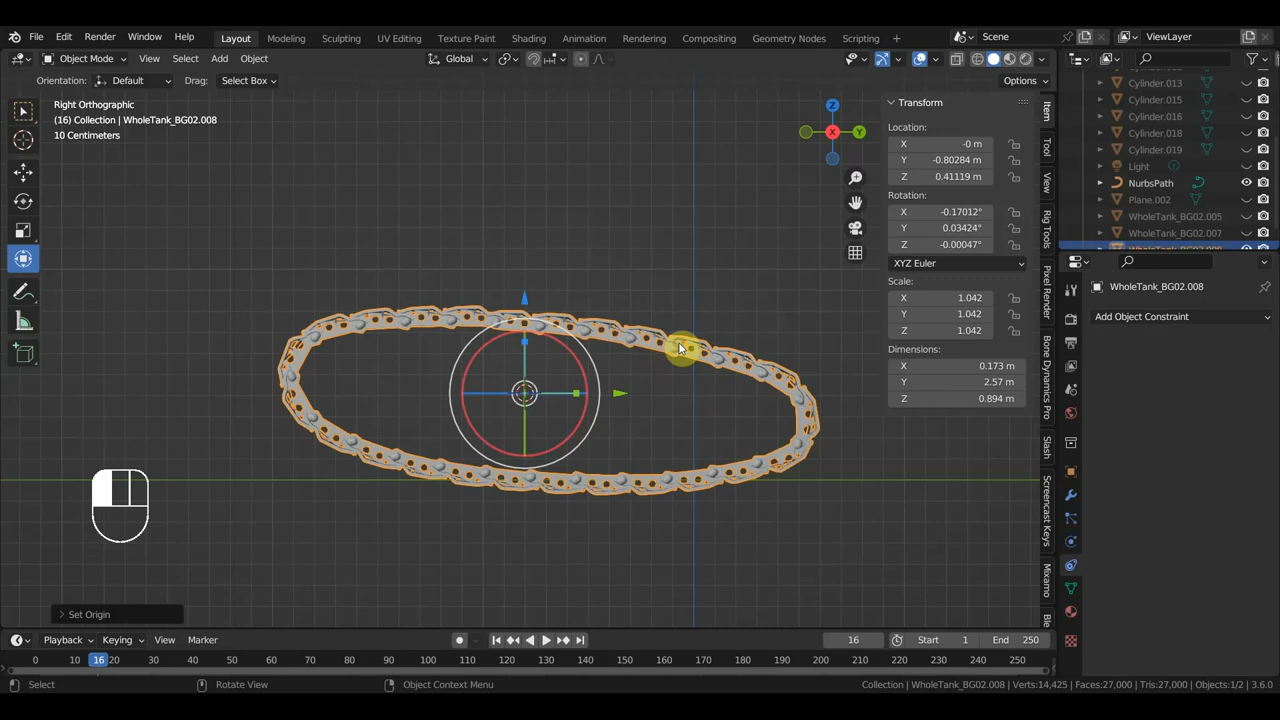 File Edit Render Window Help Layout Modeling Sculpting UV Editing Texture Paint Shading Animation Rendering Compositing Geometry Nodes Scripting + Scene ViewLayer
Object Mode View Select Add Object Global
Orientation: Default Drag: Select Box Options
Right Orthographic
(16) Collection | WholeTank_BG02.008
10 Centimeters
Z
Y
X
Transform
Location:
X -0 m
Y -0.80284 m
Z 0.41119 m
Rotation:
X -0.17012°
Y 0.03424°
Z -0.00047°
XYZ Euler
Scale:
X 1.042
Y 1.042
Z 1.042
Dimensions:
X 0.173 m
Y 2.57 m
Z 0.894 m
Item
Tool
View
Rig Tools
Pixel Render
Bone Dynamics Pro
Slash
Screencast Keys
Mixamo
Ble
Cylinder.013
Cylinder.015
Cylinder.016
Cylinder.018
Cylinder.019
Light
NurbsPath
Plane.002
WholeTank_BG02.005
WholeTank_BG02.007
WholeTank_BG02.008
Add Object Constraint
Set Origin
Playback Keying View Marker 16 Start 1 End 250
0 10 16 20 30 40 50 60 70 80 90 100 110 120 130 140 150 160 170 180 190 200 210 220 230 240 250
Select Rotate View Object Context Menu Collection | WholeTank_BG02.008 | Verts:14,425 | Faces:27,000 | Tris:27,000 | Objects:1/2 | 3.6.0